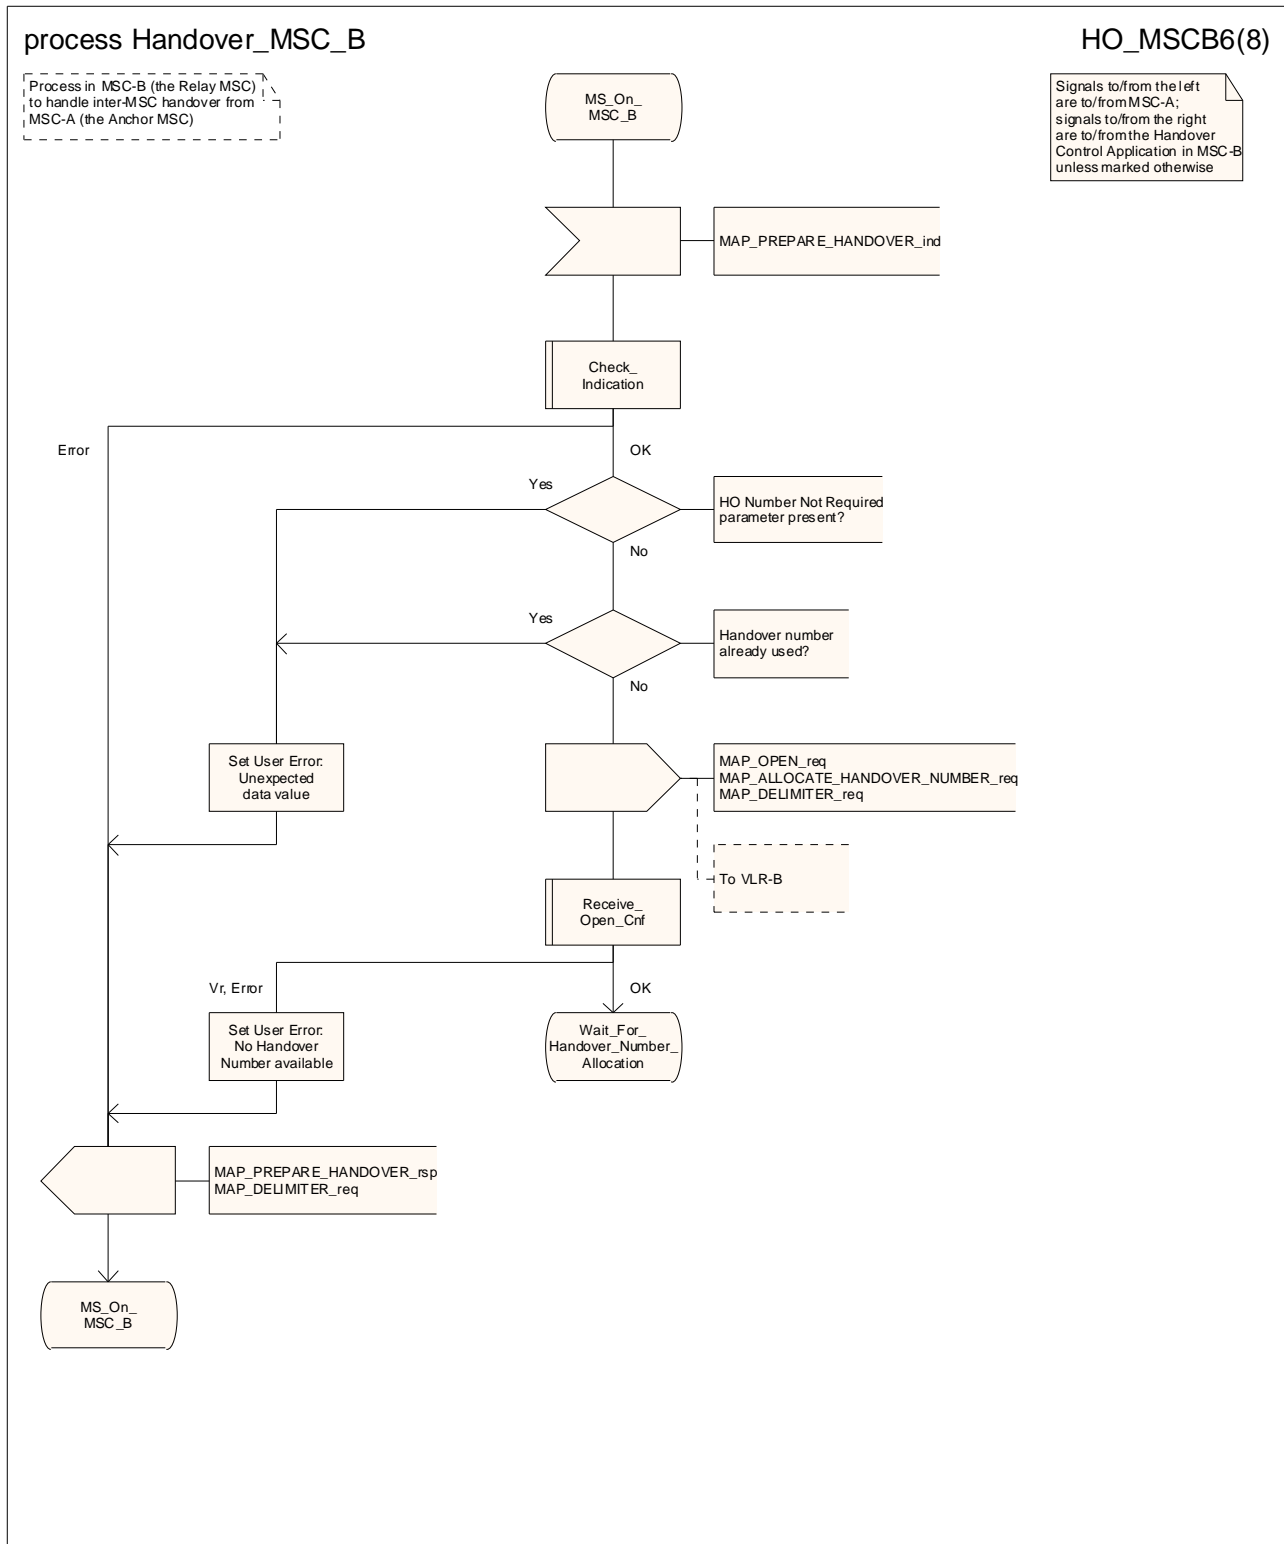 process Handover_MSC_B
HO_MSCB6(8)
Process in MSC-B (the Relay MSC)
to handle inter-MSC handover from
MSC-A (the Anchor MSC)
MS_On_
MSC_B
Signals to/from the left
are to/from MSC-A;
signals to/from the right
are to/from the Handover
Control Application in MSC-B
unless marked otherwise
MAP_PREPARE_HANDOVER_ind
Check_
Indication
Error
OK
Yes
HO Number Not Required
parameter present?
No
Yes
Handover number
already used?
No
Set User Error:
Unexpected
data value
MAP_OPEN_req
MAP_ALLOCATE_HANDOVER_NUMBER_req
MAP_DELIMITER_req
To VLR-B
Receive_
Open_Cnf
Vr, Error
OK
Set User Error:
No Handover
Number available
Wait_For_
Handover_Number_
Allocation
MAP_PREPARE_HANDOVER_rsp
MAP_DELIMITER_req
MS_On_
MSC_B